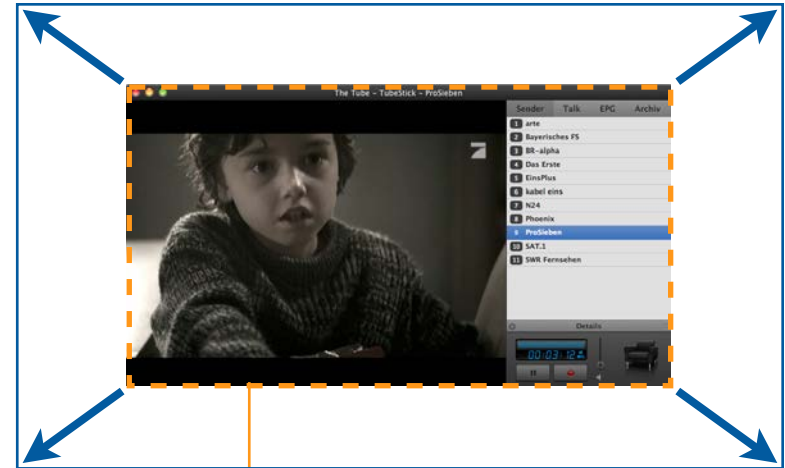 The Tube – TubeStick – ProSieben
Sender Talk EPG Archiv
1 arte
2 Bayerisches FS
3 BR-alpha
4 Das Erste
5 EinsPlus
6 kabel eins
7 N24
8 Phoenix
9 ProSieben
10 SAT.1
11 SWR Fernsehen
Details
00:03:12